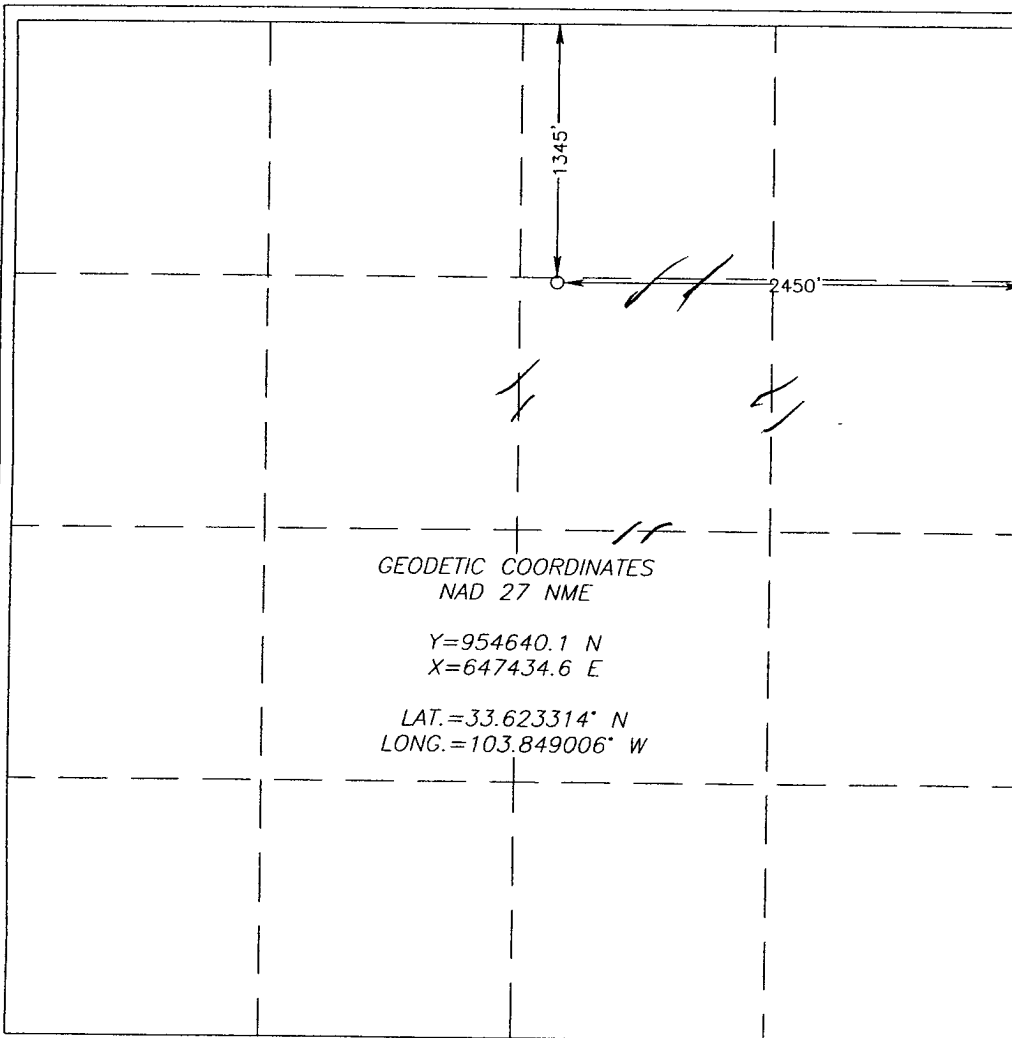 1345'
2450'
GEODETIC COORDINATES
NAD 27 NME
Y=954640.1 N
X=647434.6 E
LAT.=33.623314° N
LONG.=103.849006° W